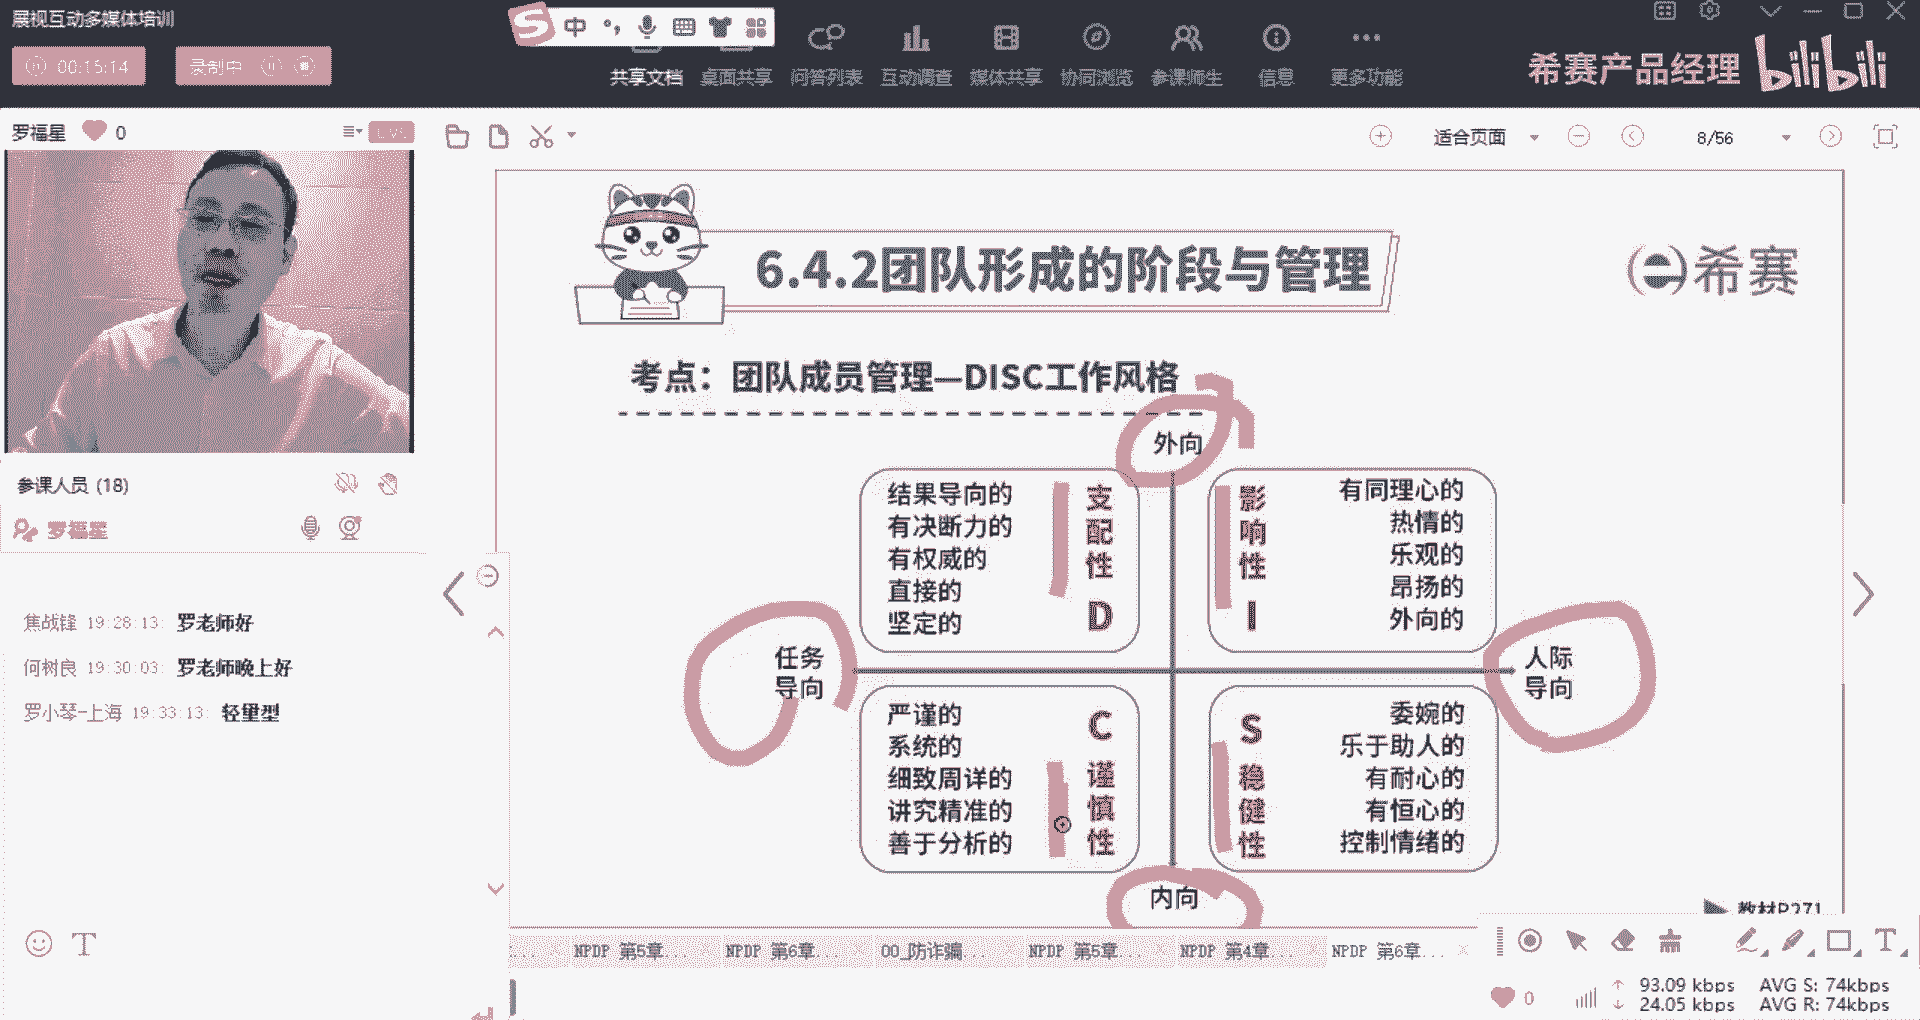 展视互动多媒体培训
00:15:14
录制中
中
共享文档
桌面共享
问答列表
互动调查
媒体共享
协同浏览
参课师生
信息
更多功能
希赛产品经理
bilibili
罗福星
0
LIVE
适合页面
8/56
6.4.2团队形成的阶段与管理
希赛
考点：团队成员管理—DISC工作风格
外向
结果导向的
有决断力的
有权威的
直接的
坚定的
支配性
D
影响性
I
有同理心的
热情的
乐观的
昂扬的
外向的
任务导向
人际导向
严谨的
系统的
细致周详的
讲究精准的
善于分析的
C
谨慎性
S
稳健性
委婉的
乐于助人的
有耐心的
有恒心的
控制情绪的
内向
教材P271
参课人员 (18)
罗福星
焦战锋 19:28:13: 罗老师好
何树良 19:30:03: 罗老师晚上好
罗小琴-上海 19:33:13: 轻量型
NPDP 第5章...
NPDP 第6章...
00_防诈骗...
NPDP 第5章...
NPDP 第4章...
NPDP 第6章...
0
93.09 kbps AVG S: 74kbps
24.05 kbps AVG R: 74kbps